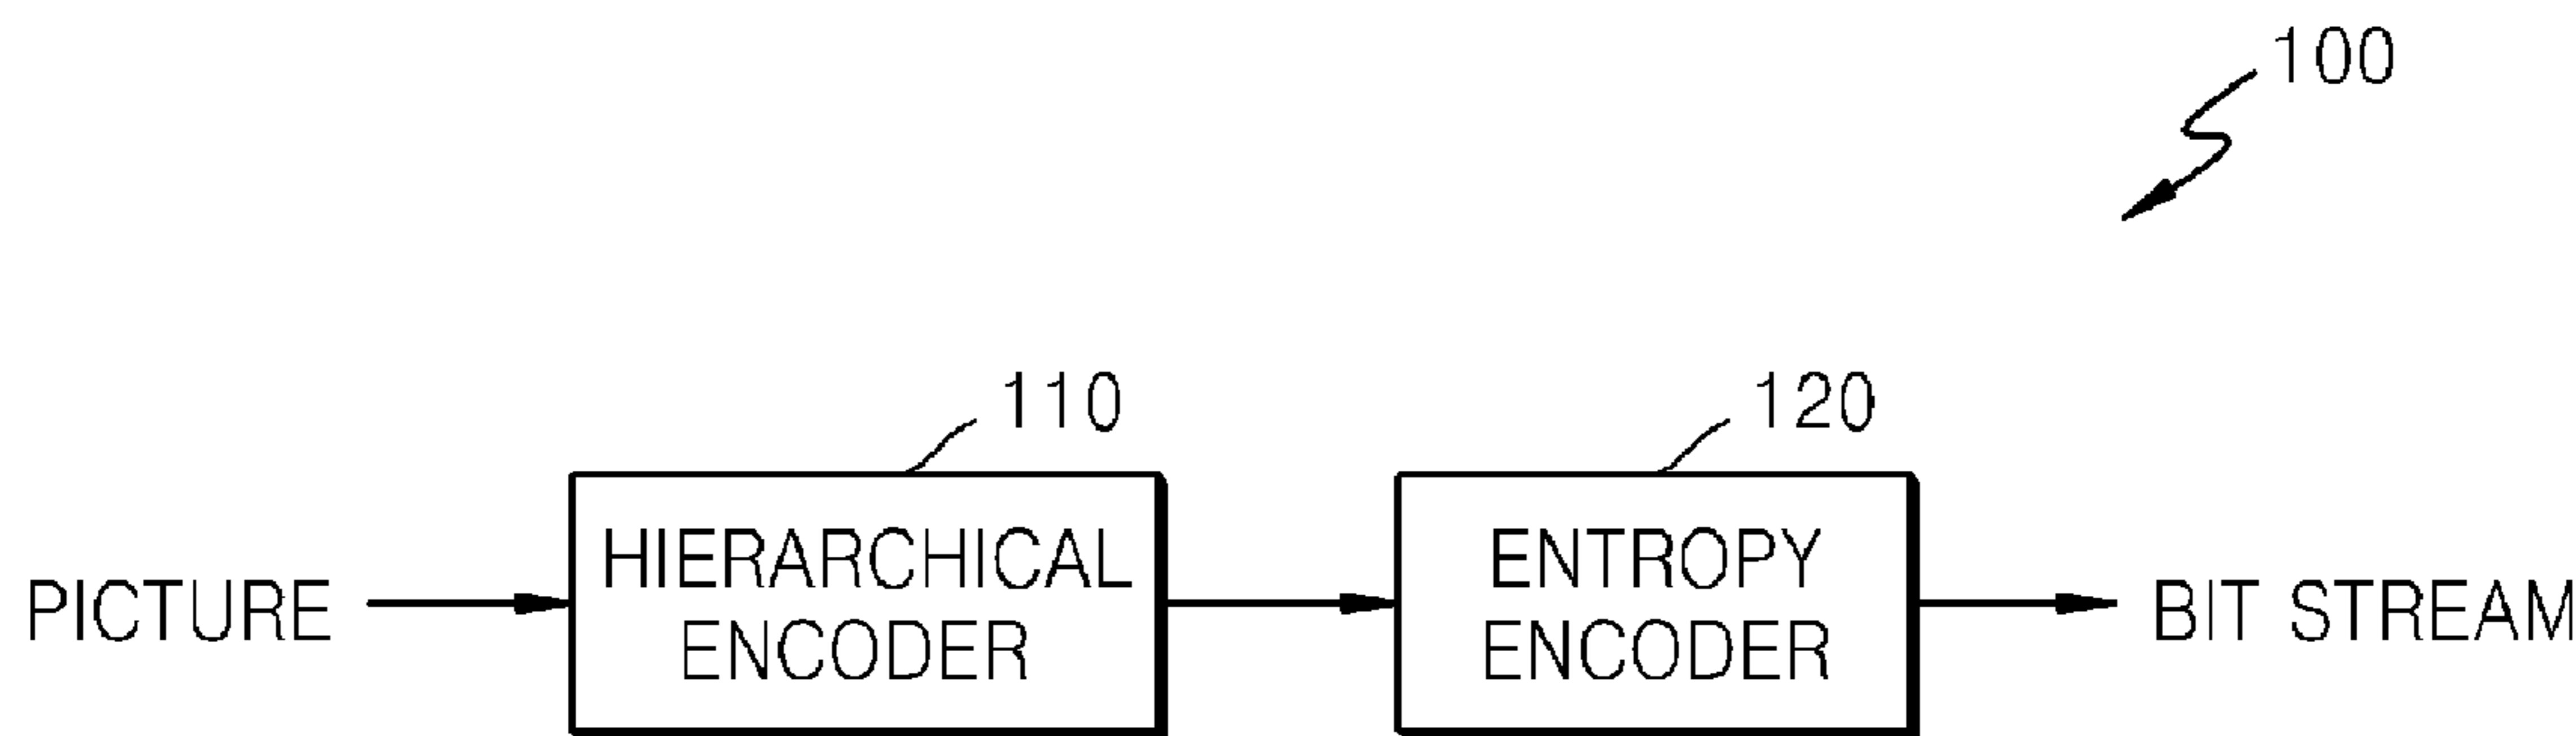 100
110
120
PICTURE
HIERARCHICAL
ENCODER
ENTROPY
ENCODER
BIT STREAM